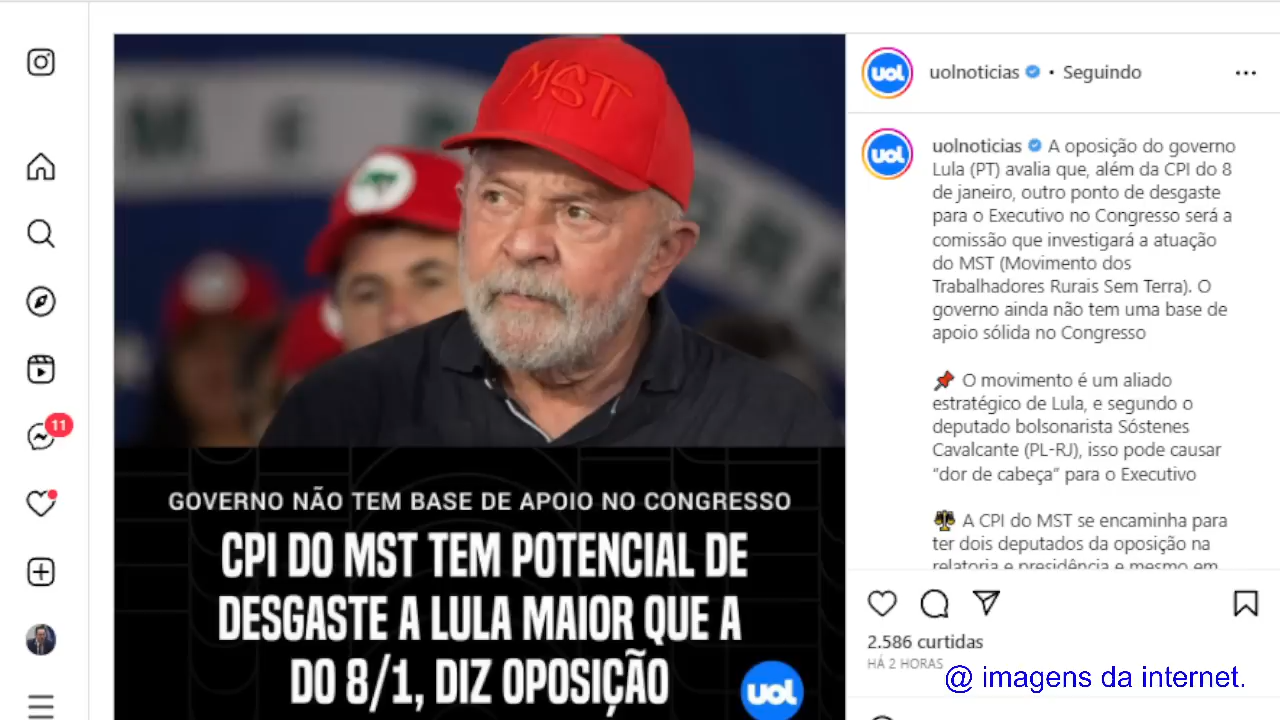 MST
GOVERNO NÃO TEM BASE DE APOIO NO CONGRESSO
CPI DO MST TEM POTENCIAL DE
DESGASTE A LULA MAIOR QUE A
DO 8/1, DIZ OPOSIÇÃO
uol
11
uol
uolnoticias • Seguindo
uol
uolnoticias A oposição do governo
Lula (PT) avalia que, além da CPI do 8
de janeiro, outro ponto de desgaste
para o Executivo no Congresso será a
comissão que investigará a atuação
do MST (Movimento dos
Trabalhadores Rurais Sem Terra). O
governo ainda não tem uma base de
apoio sólida no Congresso
📌 O movimento é um aliado
estratégico de Lula, e segundo o
deputado bolsonarista Sóstenes
Cavalcante (PL-RJ), isso pode causar
“dor de cabeça” para o Executivo
⚖️ A CPI do MST se encaminha para
ter dois deputados da oposição na
relatoria e presidência e mesmo em
2.586 curtidas
HÁ 2 HORAS
@ imagens da internet.